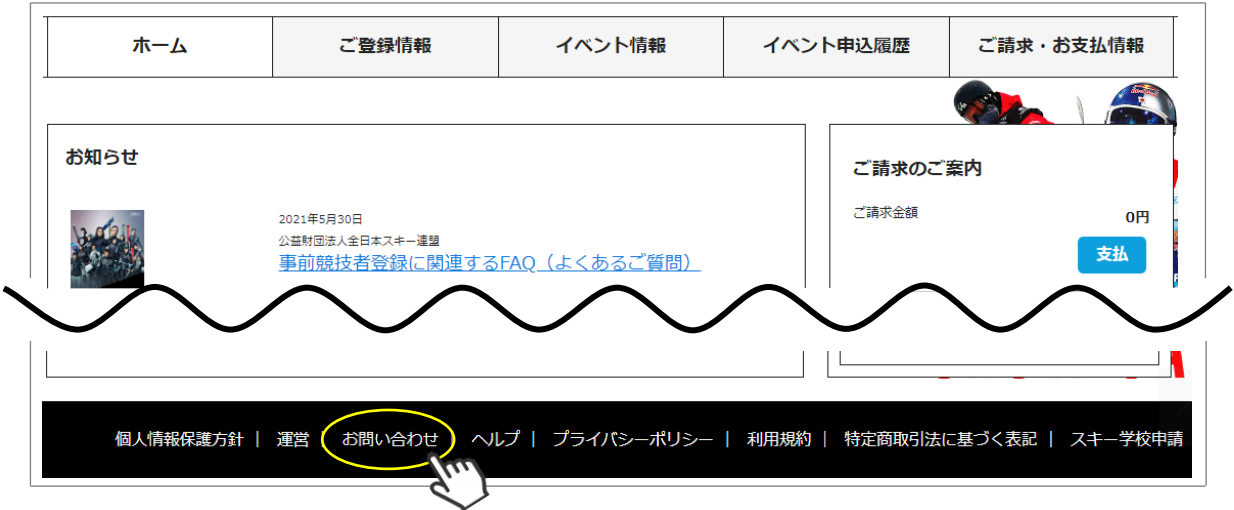 ホーム ご登録情報 イベント情報 イベント申込履歴 ご請求・お支払情報
お知らせ
2021年5月30日
公益財団法人全日本スキー連盟
事前競技者登録に関連するFAQ（よくあるご質問）
ご請求のご案内
ご請求金額 0円
支払
個人情報保護方針 | 運営 | お問い合わせ | ヘルプ | プライバシーポリシー | 利用規約 | 特定商取引法に基づく表記 | スキー学校申請